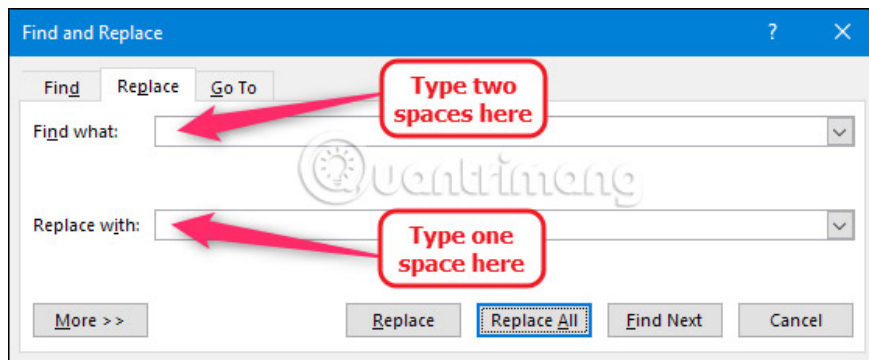 Find and Replace
? ×
Find Replace Go To
Type two
spaces here
Find what:
Quantrimang
Replace with:
Type one
space here
More >> Replace Replace All Find Next Cancel